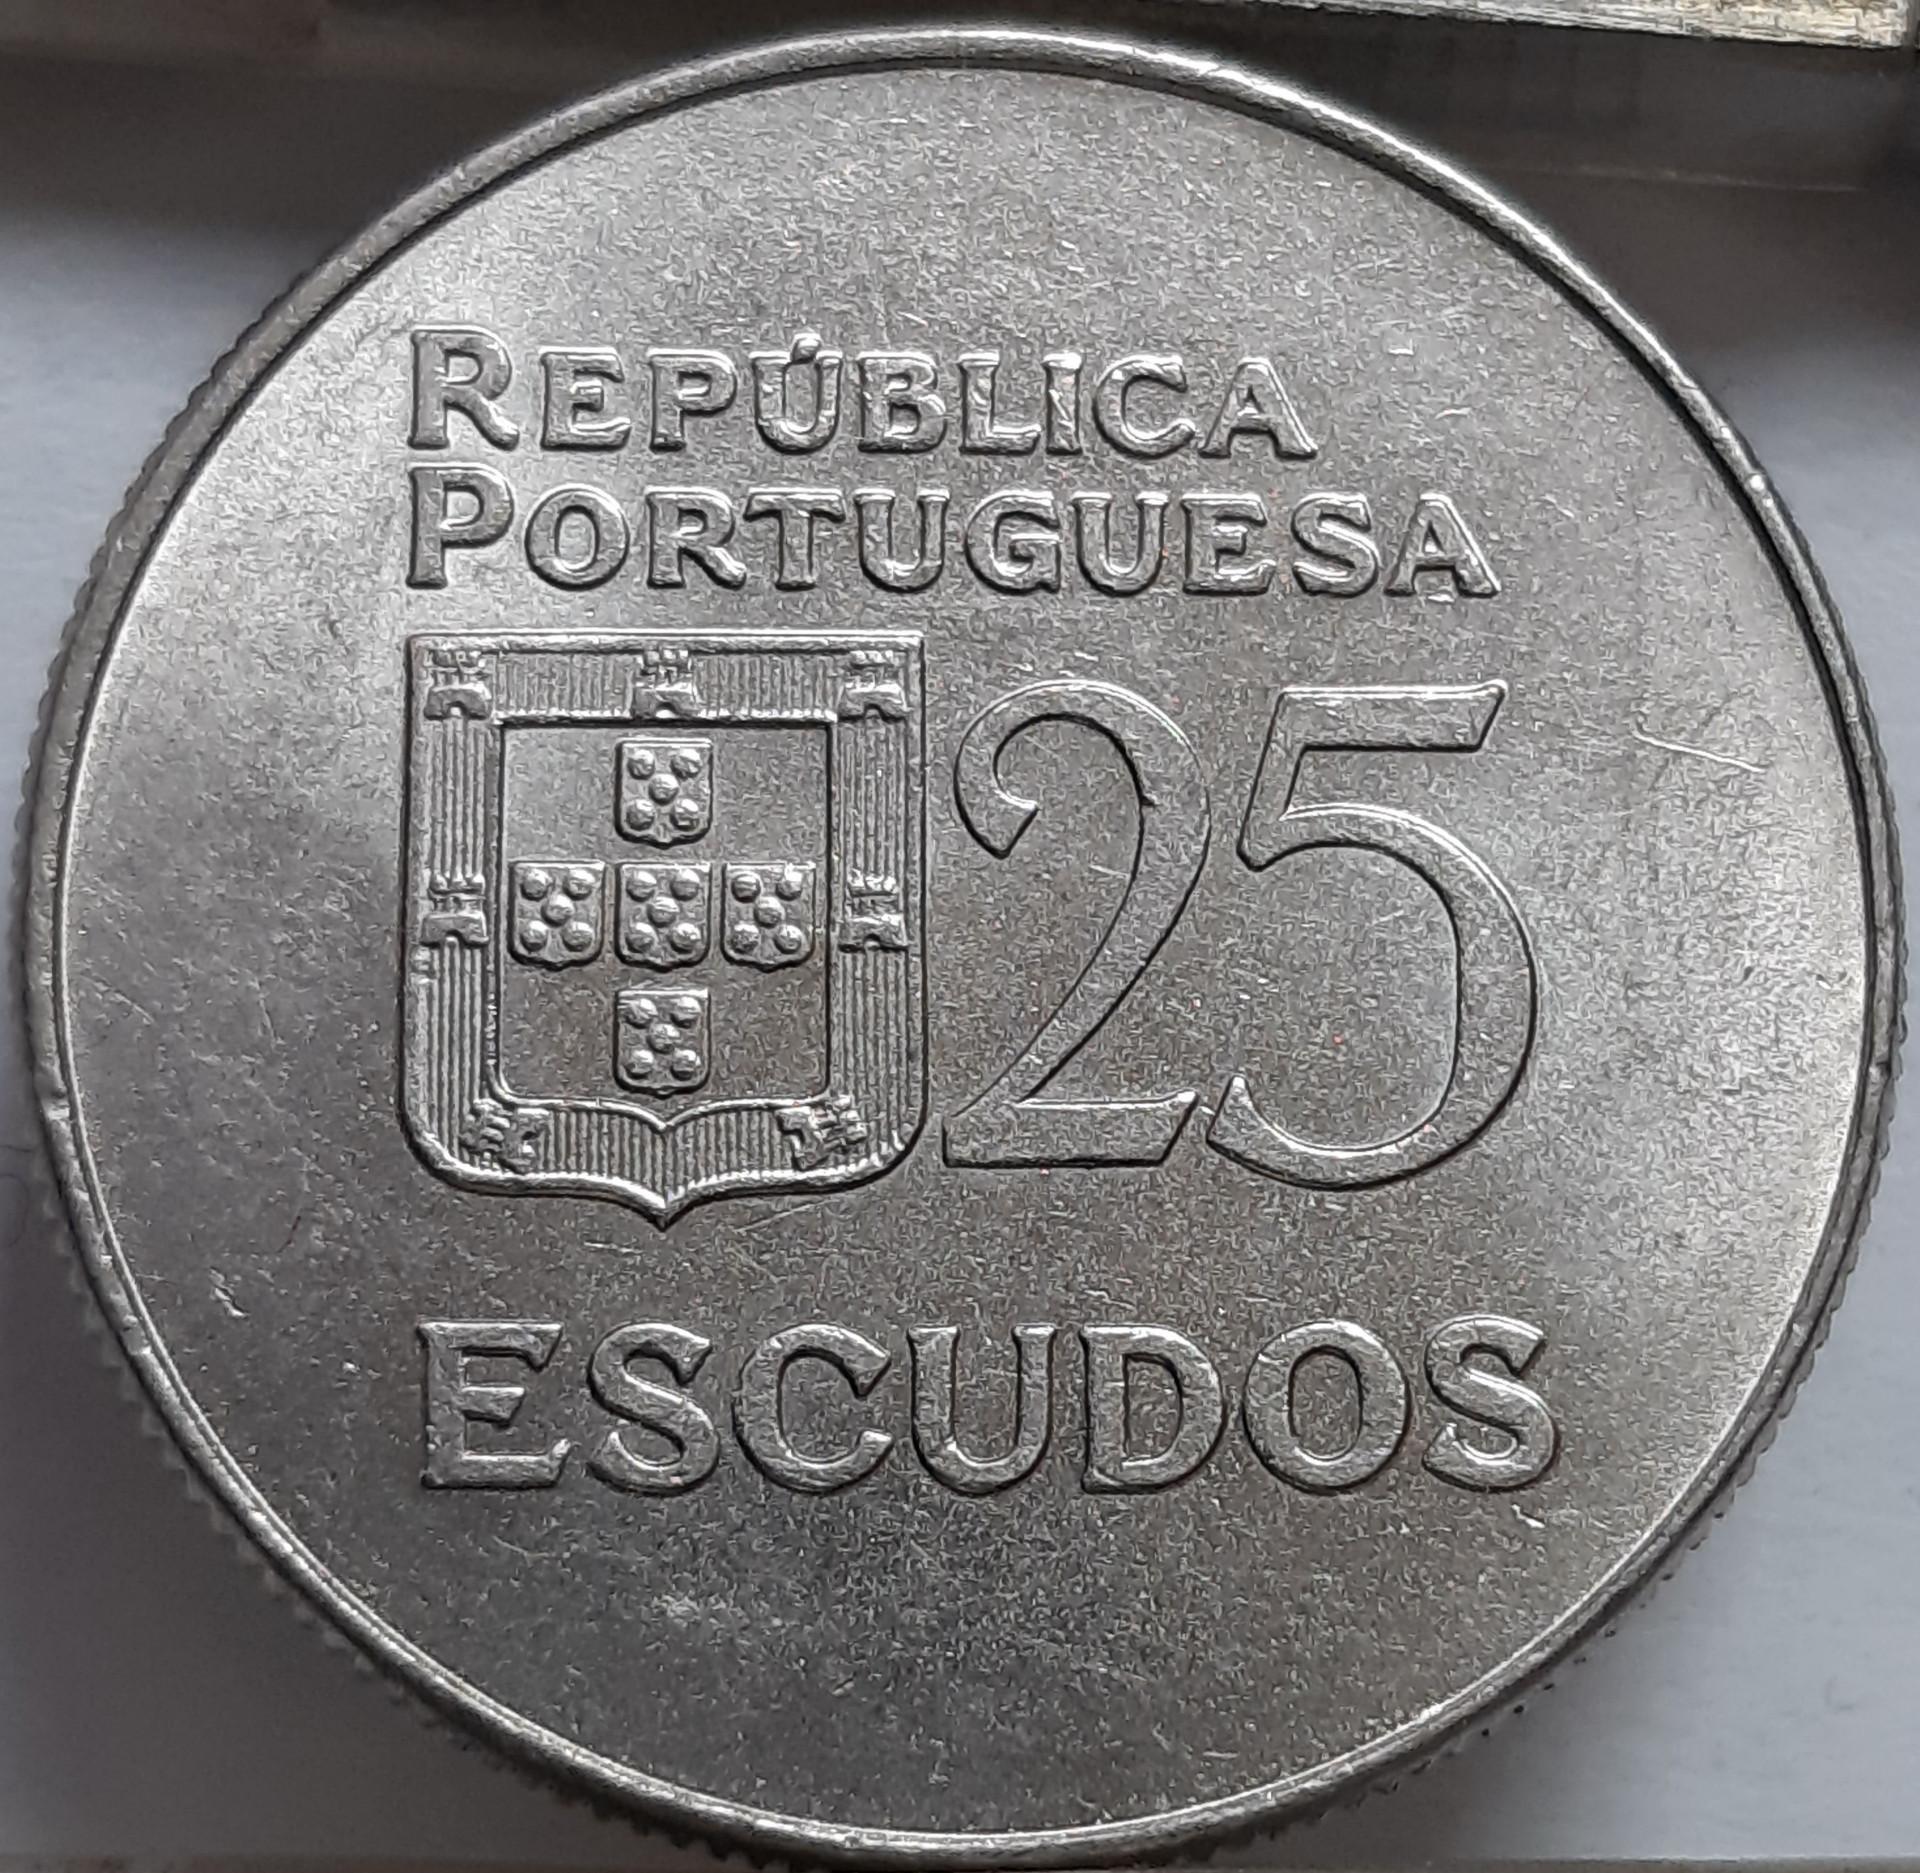 REPÚBLICA
PORTUGUESA
25
ESCUDOS